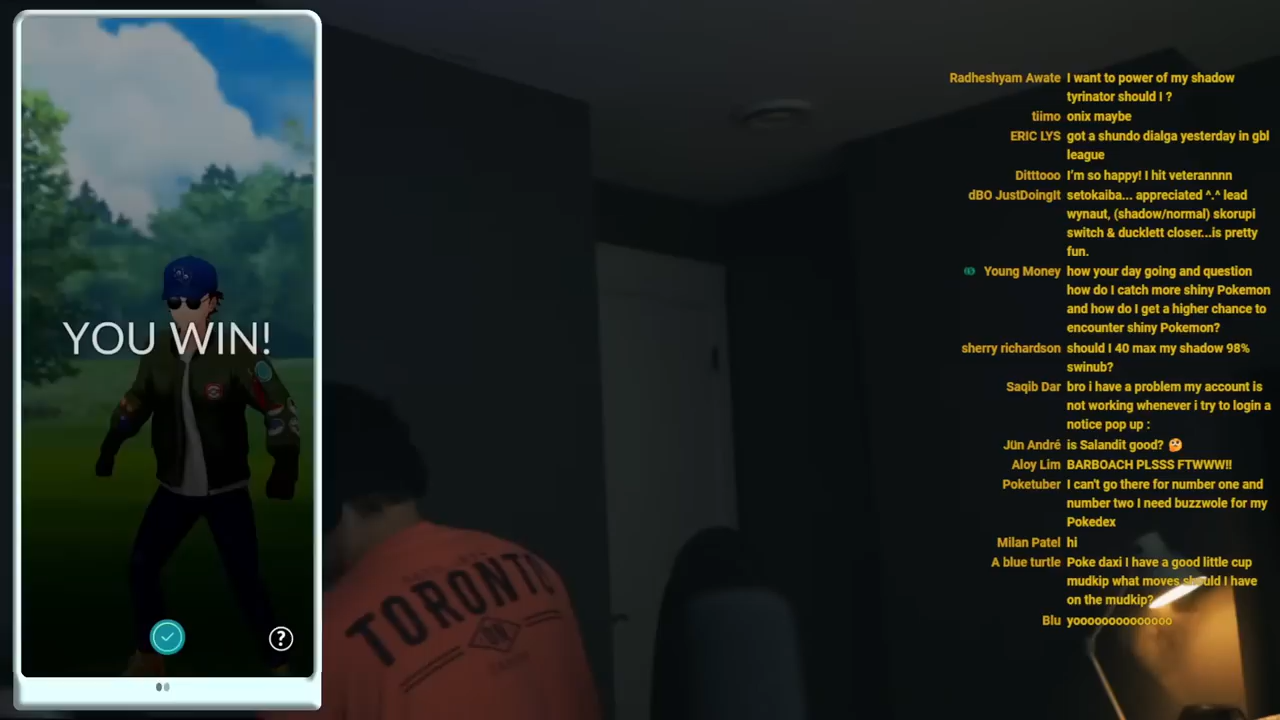 YOU WIN!
?
Radheshyam Awate I want to power of my shadow
tyrinator should I ?
tiimo onix maybe
ERIC LYS got a shundo dialga yesterday in gbl
league
Ditttooo I'm so happy! I hit veterannnn
dBO JustDoingIt setokaiba... appreciated ^.^ lead
wynaut, (shadow/normal) skorupi
switch & ducklett closer...is pretty
fun.
Young Money how your day going and question
how do I catch more shiny Pokemon
and how do I get a higher chance to
encounter shiny Pokemon?
sherry richardson should I 40 max my shadow 98%
swinub?
Saqib Dar bro i have a problem my account is
not working whenever i try to login a
notice pop up :
Jün André is Salandit good? 🤔
Aloy Lim BARBOACH PLSSS FTWWW!!
Poketuber I can't go there for number one and
number two I need buzzwole for my
Pokedex
Milan Patel hi
A blue turtle Poke daxi I have a good little cup
mudkip what moves should I have
on the mudkip?
Blu yoooooooooooooo
TORONTO